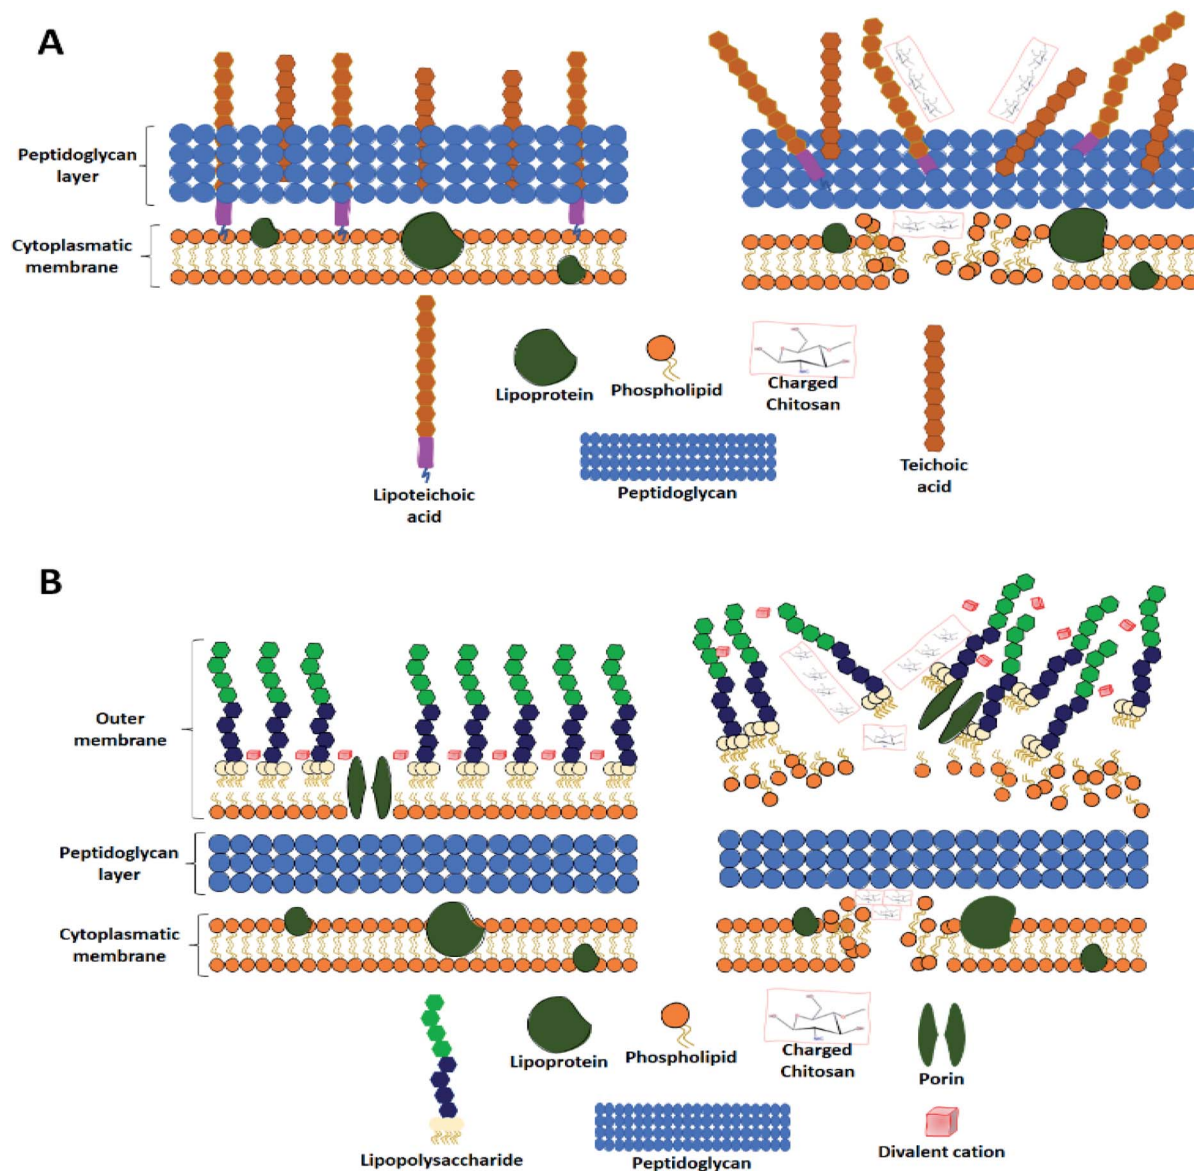 A
Peptidoglycan
layer
Cytoplasmatic
membrane
Lipoprotein
Phospholipid
Charged
Chitosan
Lipoteichoic
acid
Peptidoglycan
Teichoic
acid
B
Outer
membrane
Peptidoglycan
layer
Cytoplasmatic
membrane
Lipoprotein
Phospholipid
Charged
Chitosan
Porin
Lipopolysaccharide
Peptidoglycan
Divalent cation